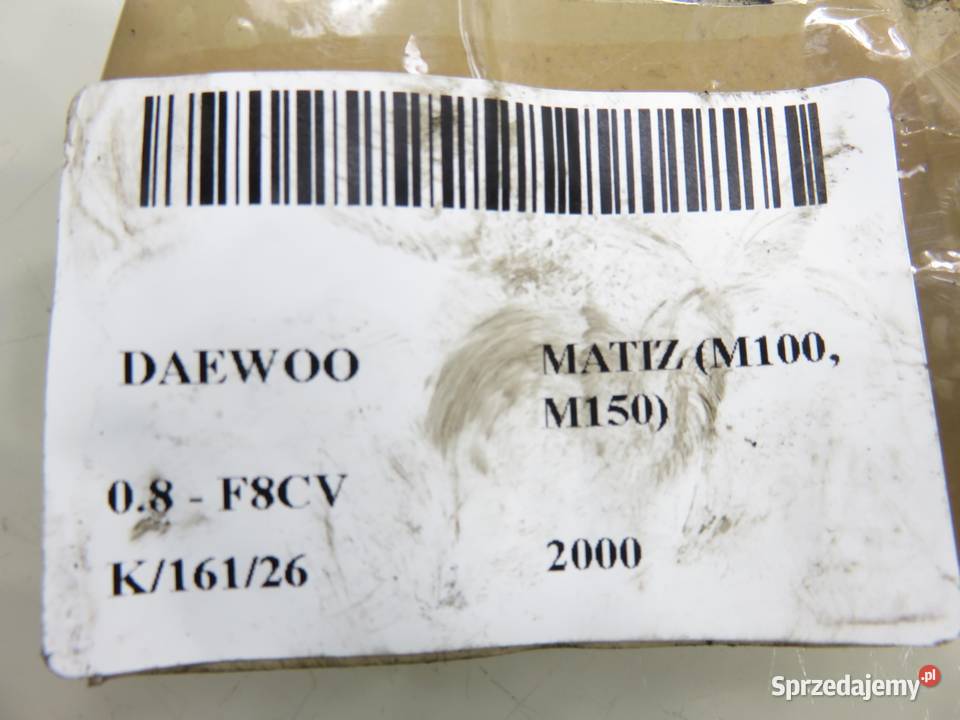 DAEWOO
MATIZ (M100,
M150)
0.8 - F8CV
K/161/26
2000
Sprzedajemy.pl